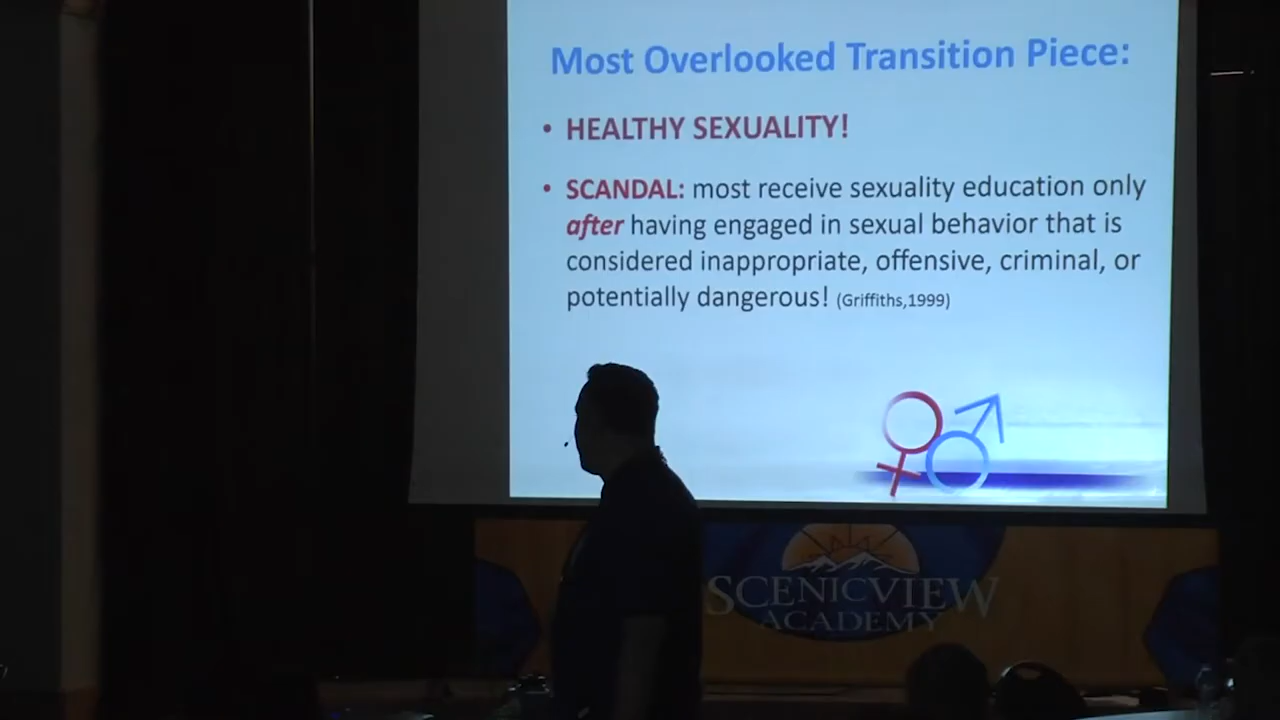 Most Overlooked Transition Piece:
• HEALTHY SEXUALITY!
• SCANDAL: most receive sexuality education only
after having engaged in sexual behavior that is
considered inappropriate, offensive, criminal, or
potentially dangerous! (Griffiths,1999)
SCENICVIEW
ACADEMY